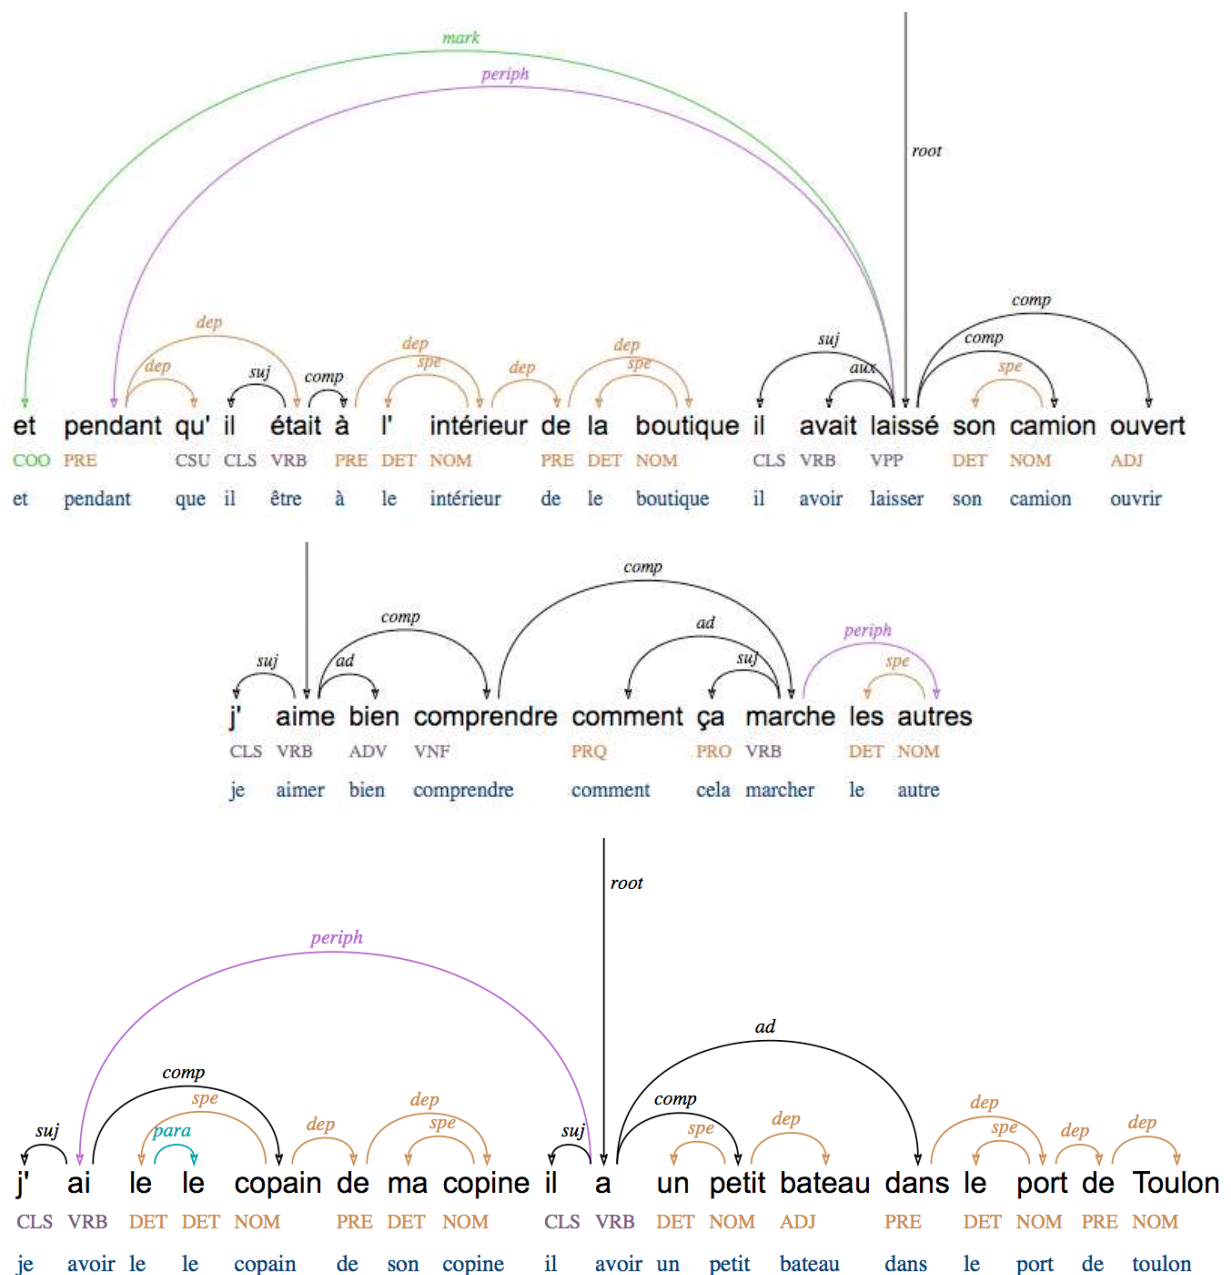 mark
periph
root
comp
dep
suj
comp
dep
dep
suj
comp
dep
spe
dep
dep
spe
aux
spe
et pendant qu' il était à l' intérieur de la boutique il avait laissé son camion ouvert
COO PRE CSU CLS VRB PRE DET NOM PRE DET NOM CLS VRB VPP DET NOM ADJ
et pendant que il être à le intérieur de le boutique il avoir laisser son camion ouvrir
comp
comp
ad
periph
suj
ad
suj
spe
j' aime bien comprendre comment ça marche les autres
CLS VRB ADV VNF PRQ PRO VRB DET NOM
je aimer bien comprendre comment cela marcher le autre
root
periph
ad
comp
spe
dep
comp
dep
suj
para
dep
spe
suj
spe
dep
spe
dep
dep
j' ai le le copain de ma copine il a un petit bateau dans le port de Toulon
CLS VRB DET DET NOM PRE DET NOM CLS VRB DET NOM ADJ PRE DET NOM PRE NOM
je avoir le le copain de son copine il avoir un petit bateau dans le port de toulon